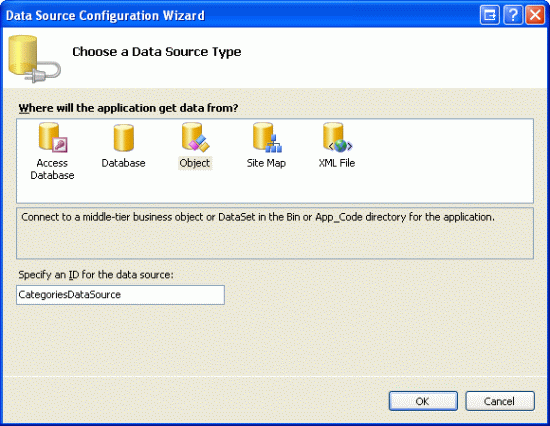 Data Source Configuration Wizard
Choose a Data Source Type
Where will the application get data from?
Access Database
Database
Object
Site Map
XML File
Connect to a middle-tier business object or DataSet in the Bin or App_Code directory for the application.
Specify an ID for the data source:
CategoriesDataSource
OK
Cancel